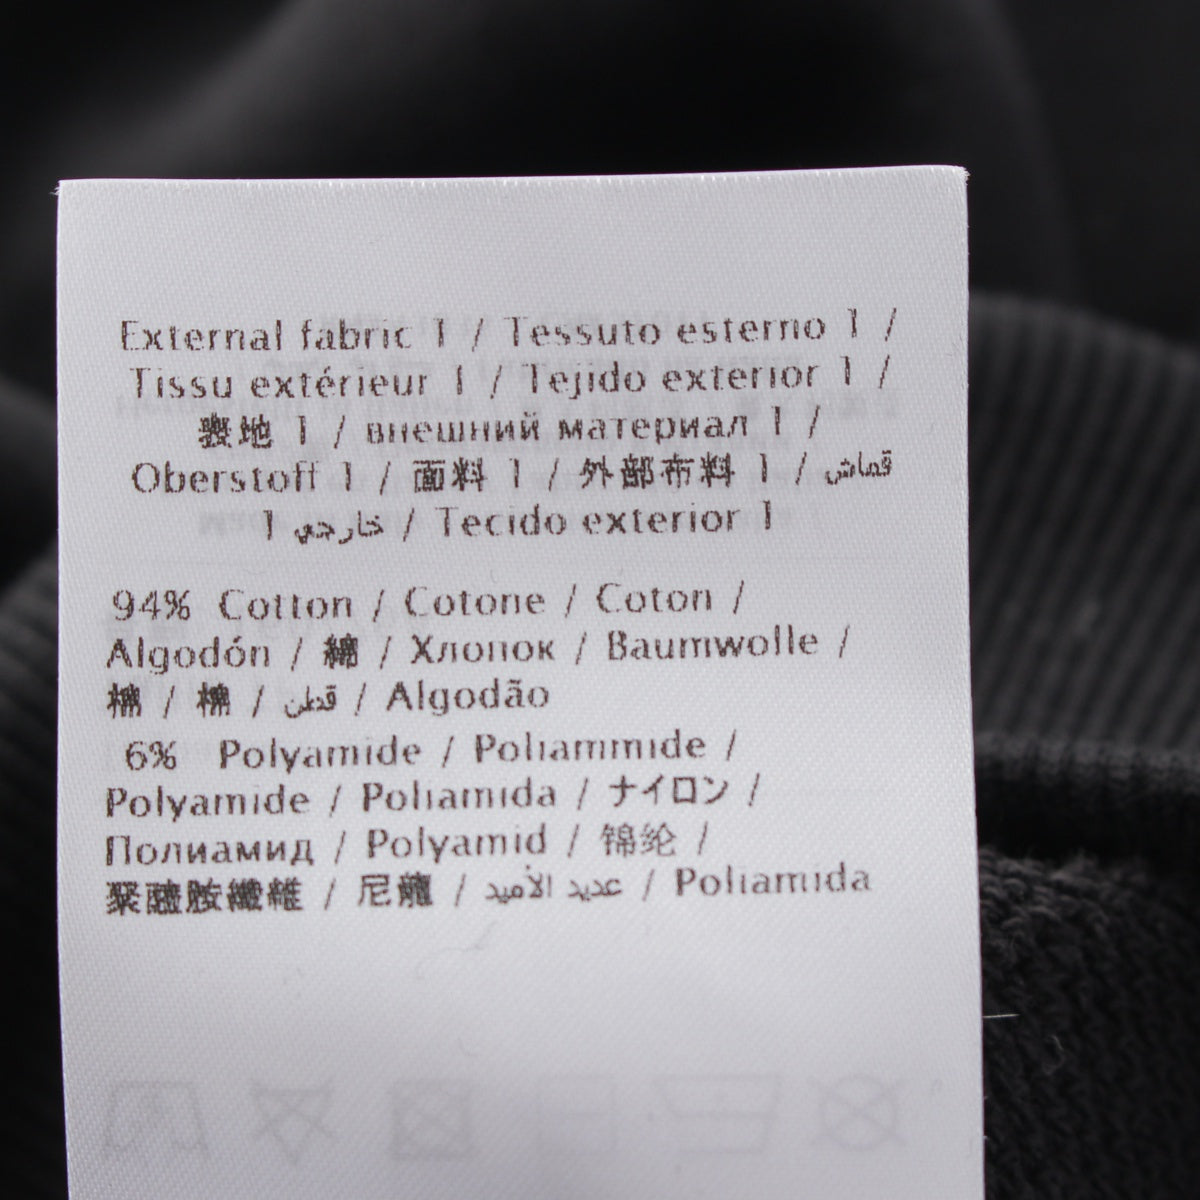 External fabric 1 / Tessuto esterno 1 /
Tissu extérieur 1 / Tejido exterior 1 /
表地 1 / внешний материал 1 /
Oberstoff 1 / 面料 1 / 外部布料 1 / قماش
خارجي 1 / Tecido exterior 1
94% Cotton / Cotone / Coton /
Algodón / 綿 / Хлопок / Baumwolle /
棉 / 棉 / قطن / Algodão
6% Polyamide / Poliammide /
Polyamide / Poliamida / ナイロン /
Полиамид / Polyamid / 锦纶 /
聚醯胺纖維 / 尼龍 / عديد الأميد / Poliamida